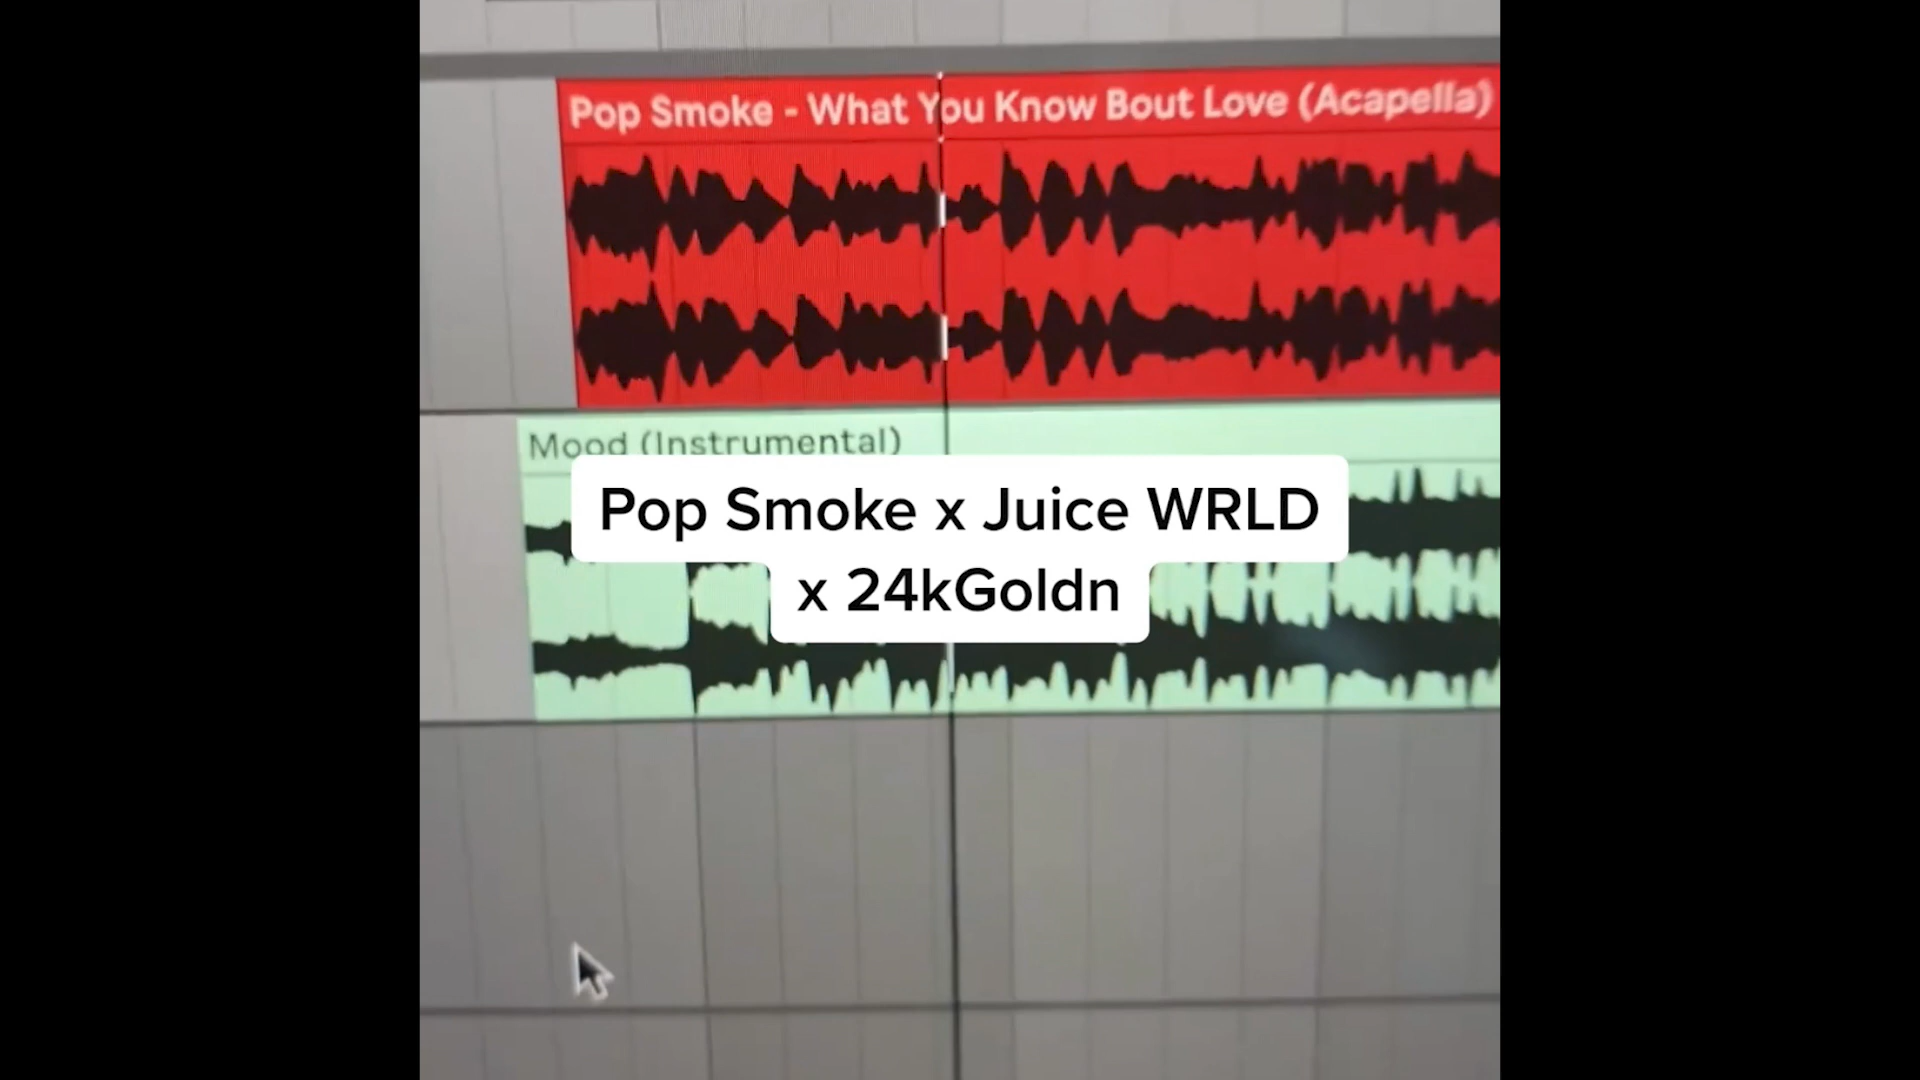 Pop Smoke - What You Know Bout Love (Acapella)
Mood (Instrumental)
Pop Smoke x Juice WRLD
x 24kGoldn